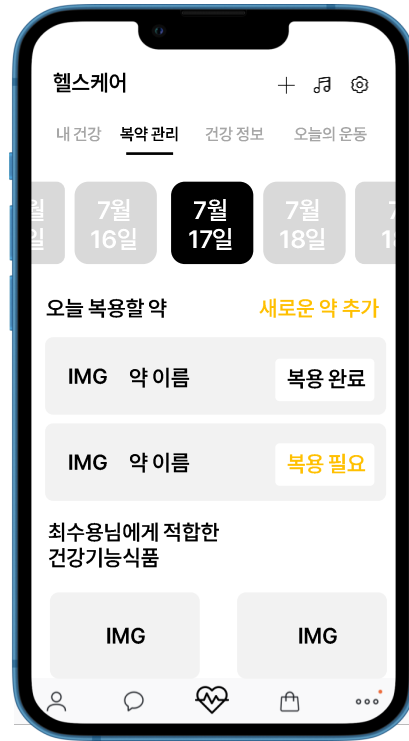 헬스케어
내 건강 복약 관리 건강 정보 오늘의 운동
7월 7월 7월
16일 17일 18일
오늘 복용할 약 새로운 약 추가
IMG 약 이름 복용 완료
IMG 약 이름 복용 필요
최수용님에게 적합한
건강기능식품
IMG IMG